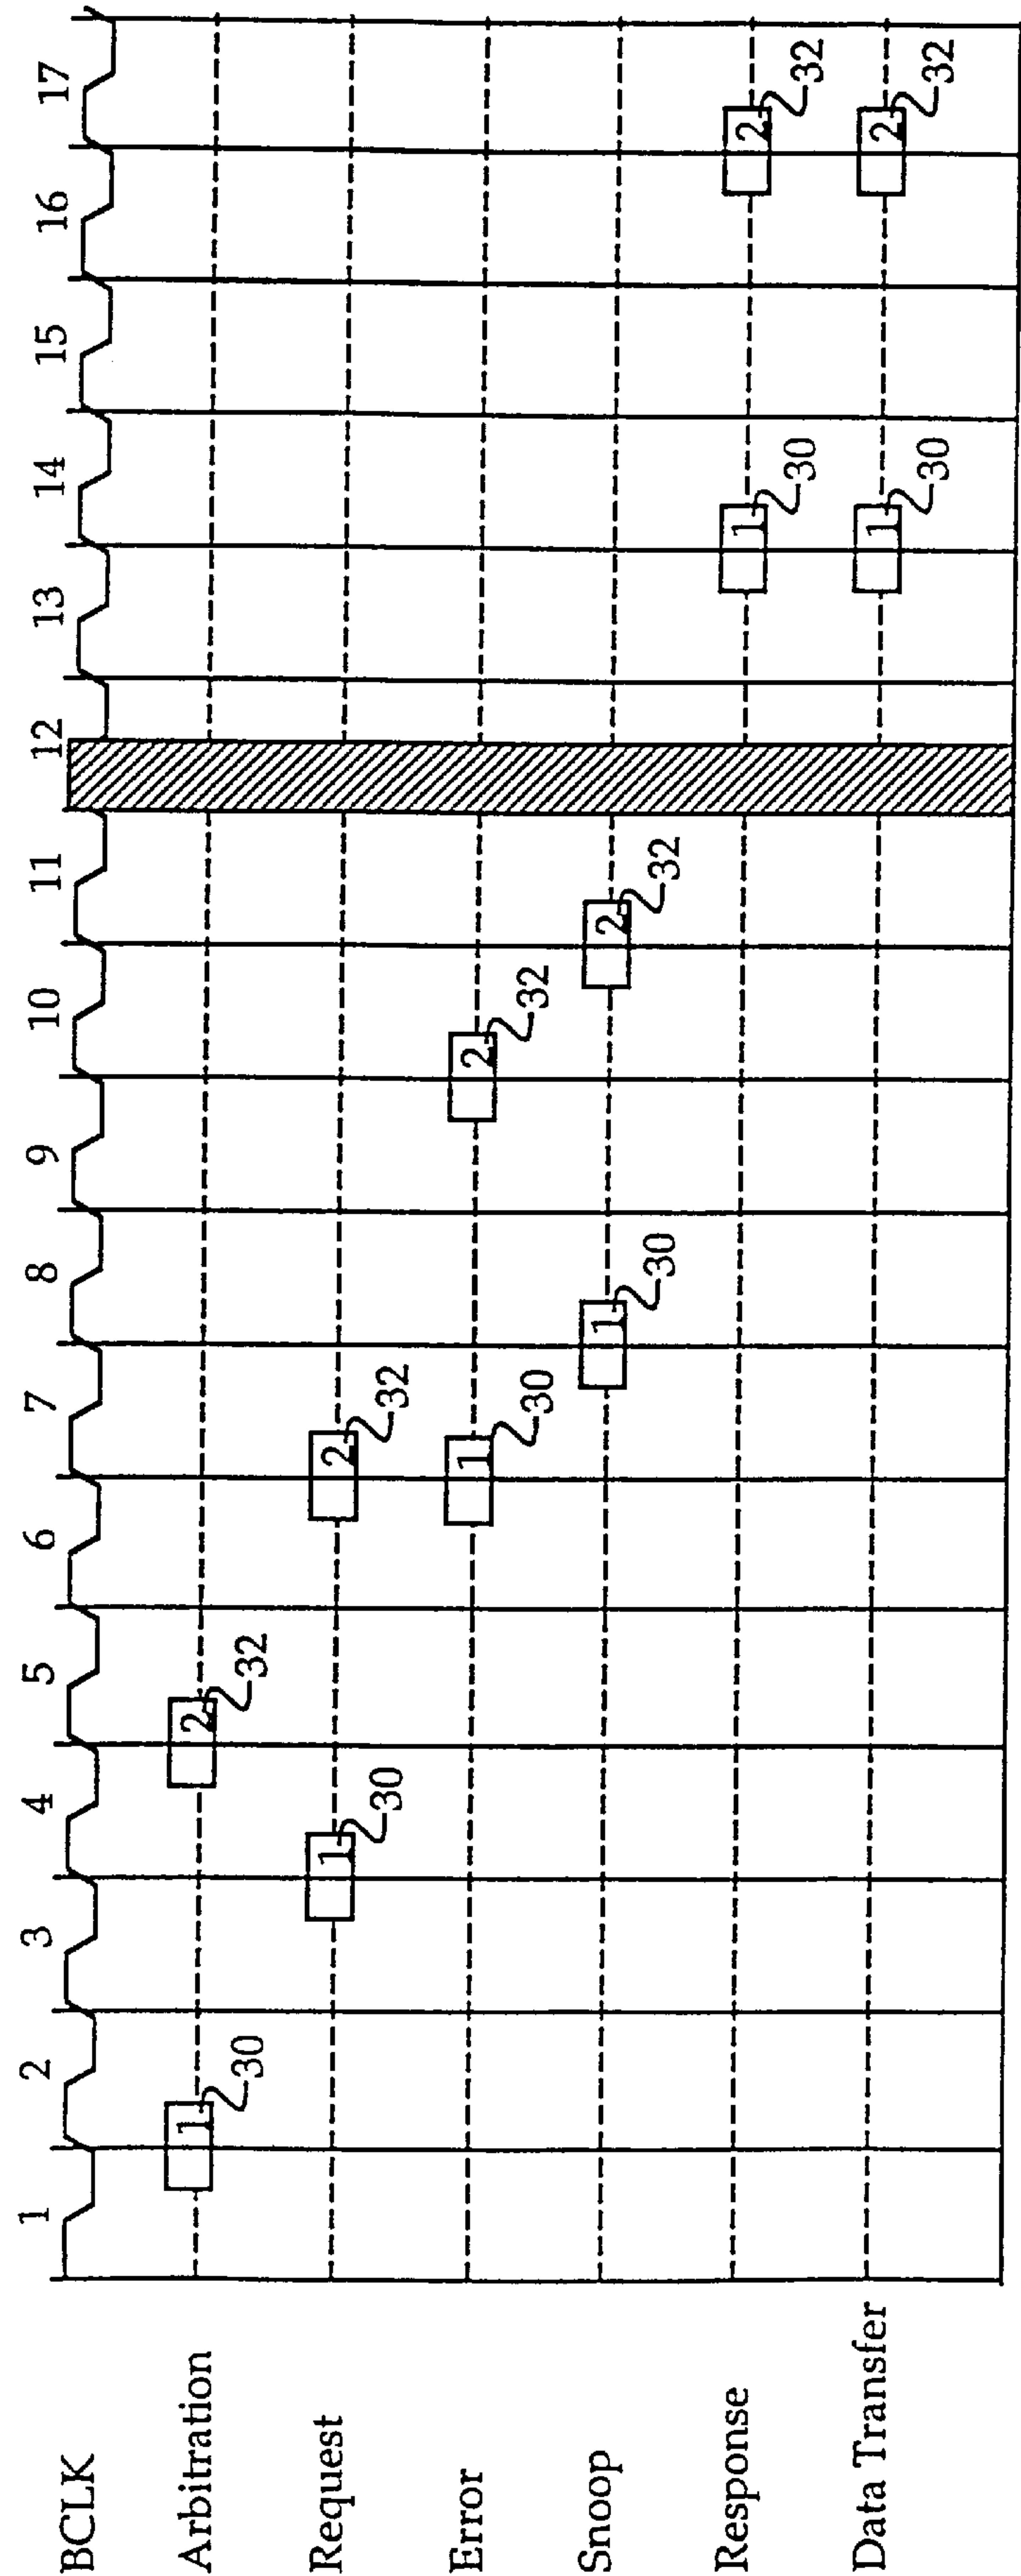 BCLK 1 2 3 4 5 6 7 8 9 10 11 12 13 14 15 16 17
Arbitration 1 30 2 32
Request 1 30 2 32
Error 1 30 2 32
Snoop 1 30 2 32
Response 1 30 2 32
Data Transfer 1 30 2 32